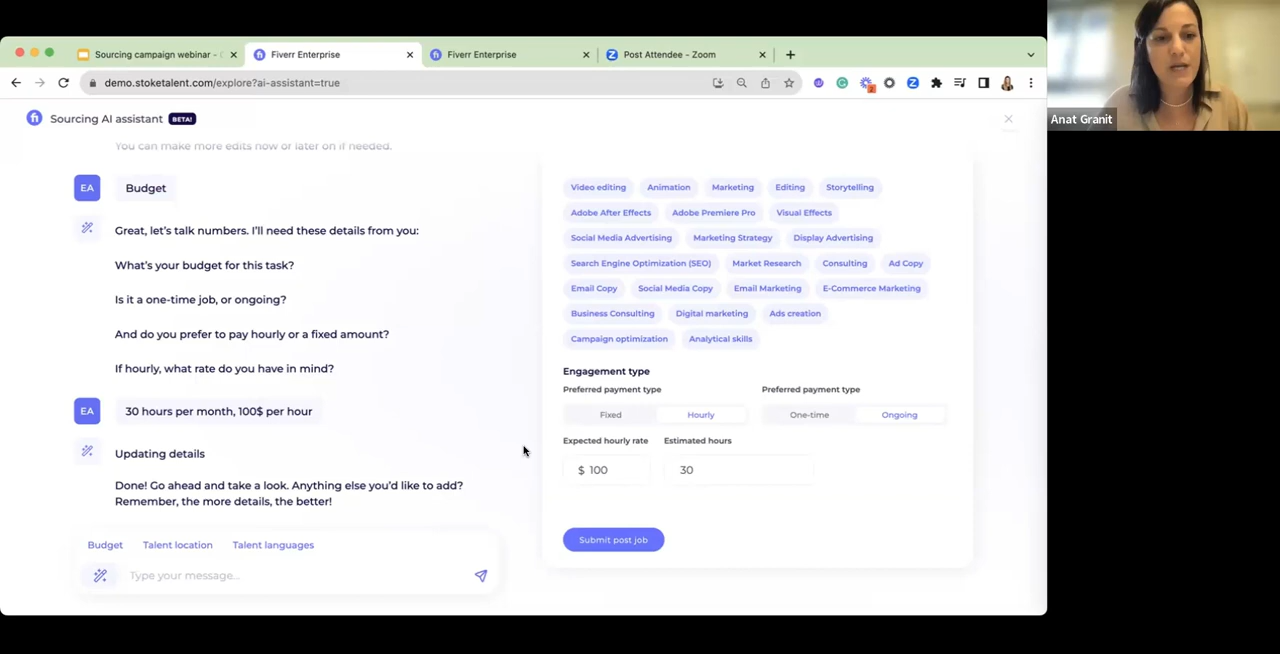 Sourcing campaign webinar -
Fiverr Enterprise
Fiverr Enterprise
Post Attendee - Zoom
demo.stoketalent.com/explore?ai-assistant=true
Anat Granit
fi Sourcing AI assistant BETA!
You can make more edits now or later on if needed.
EA Budget
Great, let's talk numbers. I'll need these details from you:
What's your budget for this task?
Is it a one-time job, or ongoing?
And do you prefer to pay hourly or a fixed amount?
If hourly, what rate do you have in mind?
EA 30 hours per month, 100$ per hour
Updating details
Done! Go ahead and take a look. Anything else you'd like to add?
Remember, the more details, the better!
Budget Talent location Talent languages
Type your message...
Video editing Animation Marketing Editing Storytelling
Adobe After Effects Adobe Premiere Pro Visual Effects
Social Media Advertising Marketing Strategy Display Advertising
Search Engine Optimization (SEO) Market Research Consulting Ad Copy
Email Copy Social Media Copy Email Marketing E-Commerce Marketing
Business Consulting Digital marketing Ads creation
Campaign optimization Analytical skills
Engagement type
Preferred payment type Preferred payment type
Fixed Hourly One-time Ongoing
Expected hourly rate Estimated hours
$ 100 30
Submit post job